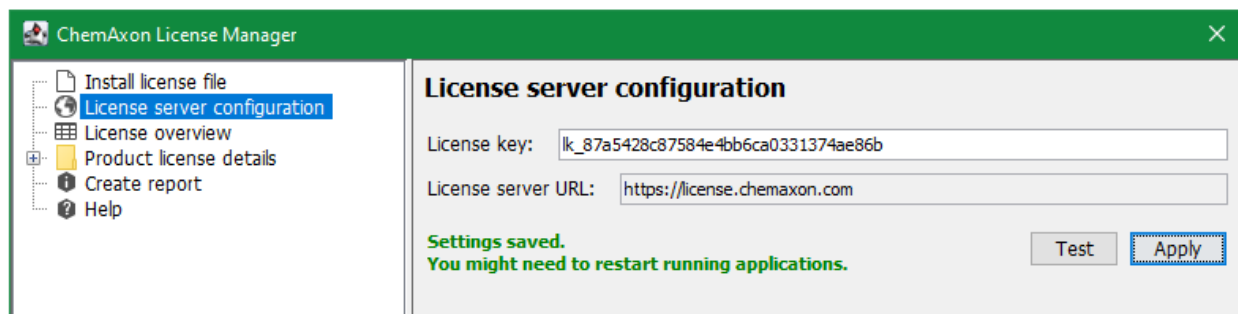 ChemAxon License Manager
Install license file
License server configuration
License overview
Product license details
Create report
Help
License server configuration
License key: lk_87a5428c87584e4bb6ca0331374ae86b
License server URL: https://license.chemaxon.com
Settings saved.
You might need to restart running applications.
Test Apply